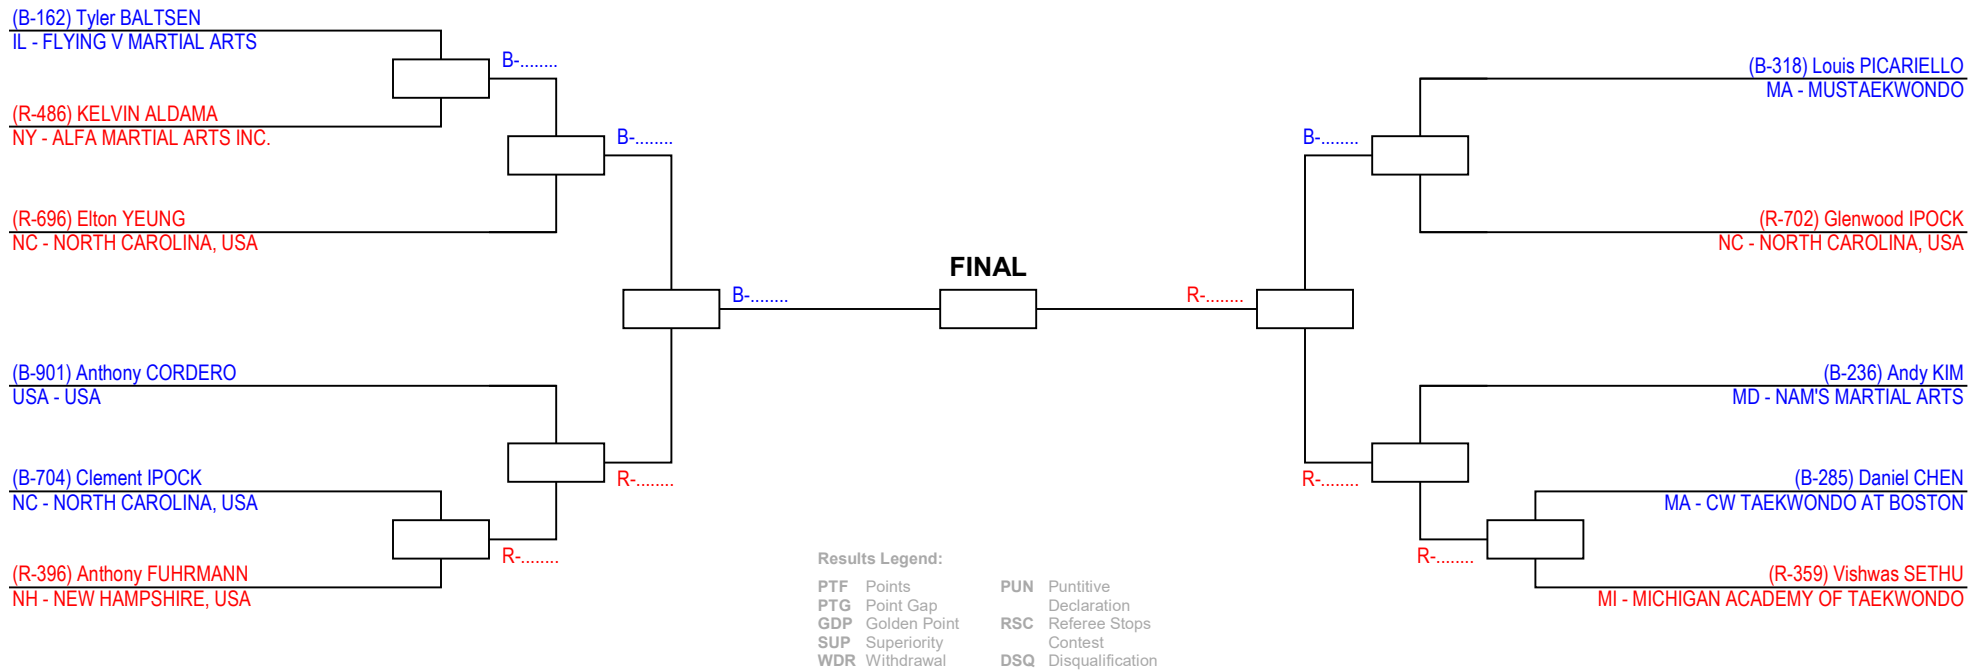 (B-162) Tyler BALTSEN
IL - FLYING V MARTIAL ARTS
B-........
(R-486) KELVIN ALDAMA
NY - ALFA MARTIAL ARTS INC.
B-........
(R-696) Elton YEUNG
NC - NORTH CAROLINA, USA
B-........
(B-901) Anthony CORDERO
USA - USA
(B-704) Clement IPOCK
NC - NORTH CAROLINA, USA
R-........
R-........
(R-396) Anthony FUHRMANN
NH - NEW HAMPSHIRE, USA
FINAL
(B-318) Louis PICARIELLO
MA - MUSTAEKWONDO
B-........
(R-702) Glenwood IPOCK
NC - NORTH CAROLINA, USA
R-........
(B-236) Andy KIM
MD - NAM'S MARTIAL ARTS
R-........
(B-285) Daniel CHEN
MA - CW TAEKWONDO AT BOSTON
R-........
(R-359) Vishwas SETHU
MI - MICHIGAN ACADEMY OF TAEKWONDO
Results Legend:
PTF Points
PTG Point Gap
GDP Golden Point
SUP Superiority
WDR Withdrawal
PUN Puntitive
Declaration
RSC Referee Stops
Contest
DSQ Disqualification